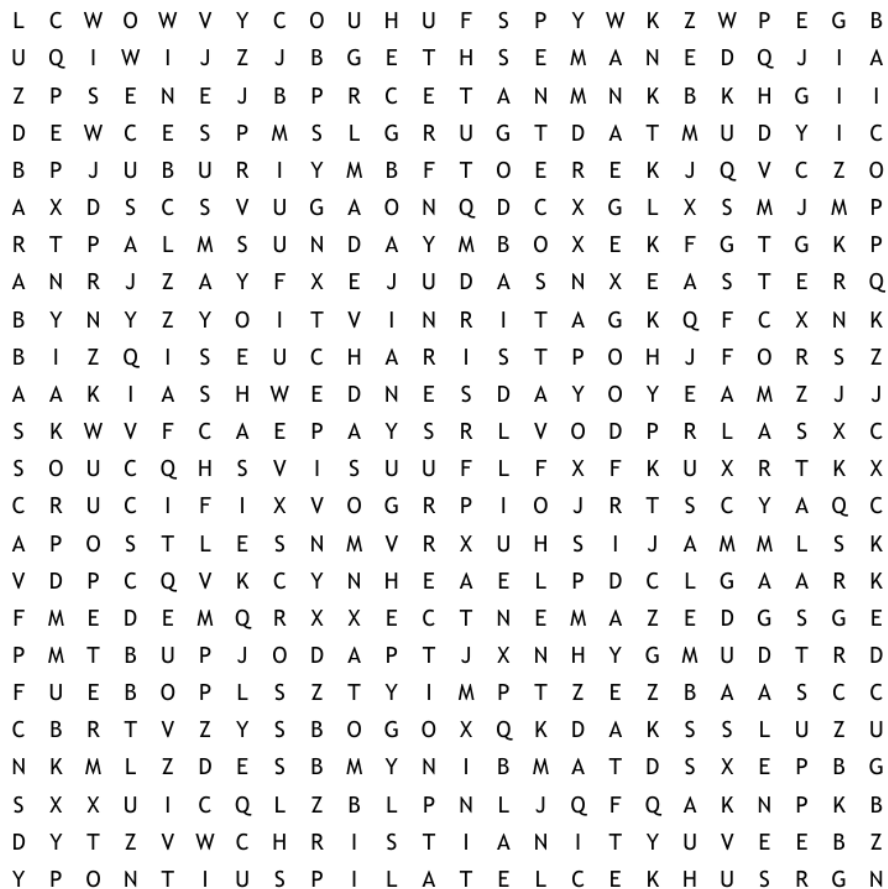 L C W O W V Y C O U H U F S P Y W K Z W P E G B
U Q I W I J Z J B G E T H S E M A N E D Q J I A
Z P S E N E J B P R C E T A N M N K B K H G I I
D E W C E S P M S L G R U G T D A T M U D Y I C
B P J U B U R I Y M B F T O E R E K J Q V C Z O
A X D S C S V U G A O N Q D C X G L X S M J M P
R T P A L M S U N D A Y M B O X E K F G T G K P
A N R J Z A Y F X E J U D A S N X E A S T E R Q
B Y N Y Z Y O I T V I N R I T A G K Q F C X N K
B I Z Q I S E U C H A R I S T P O H J F O R S Z
A A K I A S H W E D N E S D A Y O Y E A M Z J J
S K W V F C A E P A Y S R L V O D P R L A S X C
S O U C Q H S V I S U U F L F X F K U X R T K X
C R U C I F I X V O G R P I O J R T S C Y A Q C
A P O S T L E S N M V R X U H S I J A M M L S K
V D P C Q V K C Y N H E A E L P D C L G A A R K
F M E D E M Q R X X E C T N E M A Z E D G S G E
P M T B U P J O D A P T J X N H Y G M U D T R D
F U E B O P L S Z T Y I M P T Z E Z B A A S C C
C B R T V Z Y S B O G O X Q K D A K S S L U Z U
N K M L Z D E S B M Y N I B M A T D S X E P B G
S X X U I C Q L Z B L P N L J Q F Q A K N P K B
D Y T Z V W C H R I S T I A N I T Y U V E E B Z
Y P O N T I U S P I L A T E L C E K H U S R G N